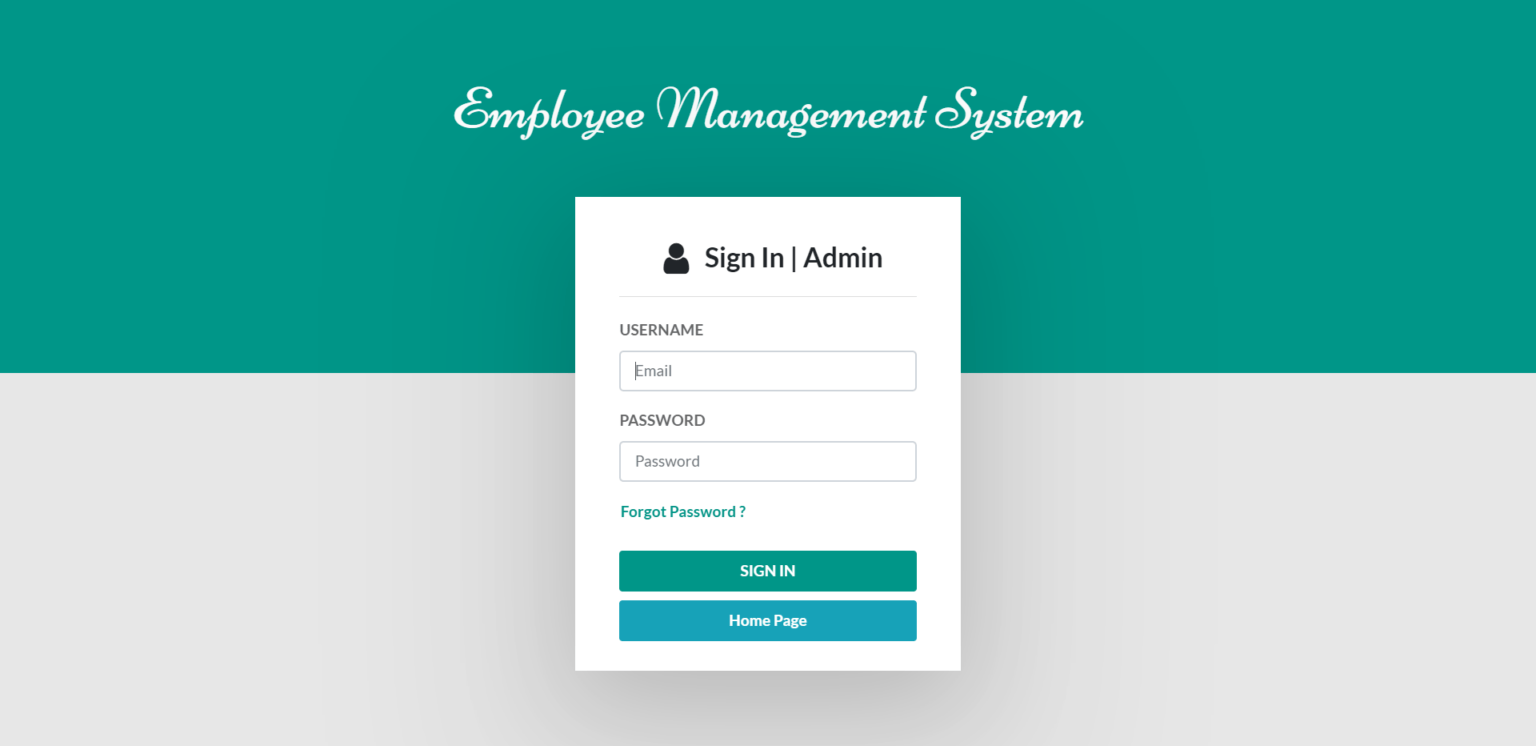 Employee Management System
Sign In | Admin
USERNAME
Email
PASSWORD
Password
Forgot Password ?
SIGN IN
Home Page